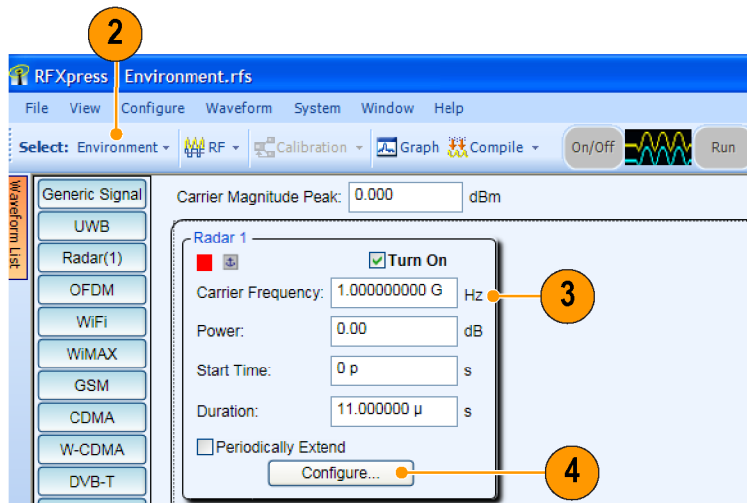 2
RFXpress Environment.rfs
File View Configure Waveform System Window Help
Select: Environment RF Calibration Graph Compile On/Off Run
Waveform List
Generic Signal
UWB
Radar(1)
OFDM
WiFi
WiMAX
GSM
CDMA
W-CDMA
DVB-T
Carrier Magnitude Peak: 0.000 dBm
Radar 1
Turn On
Carrier Frequency: 1.000000000 G Hz
3
Power: 0.00 dB
Start Time: 0 p s
Duration: 11.000000 µ s
Periodically Extend
Configure...
4